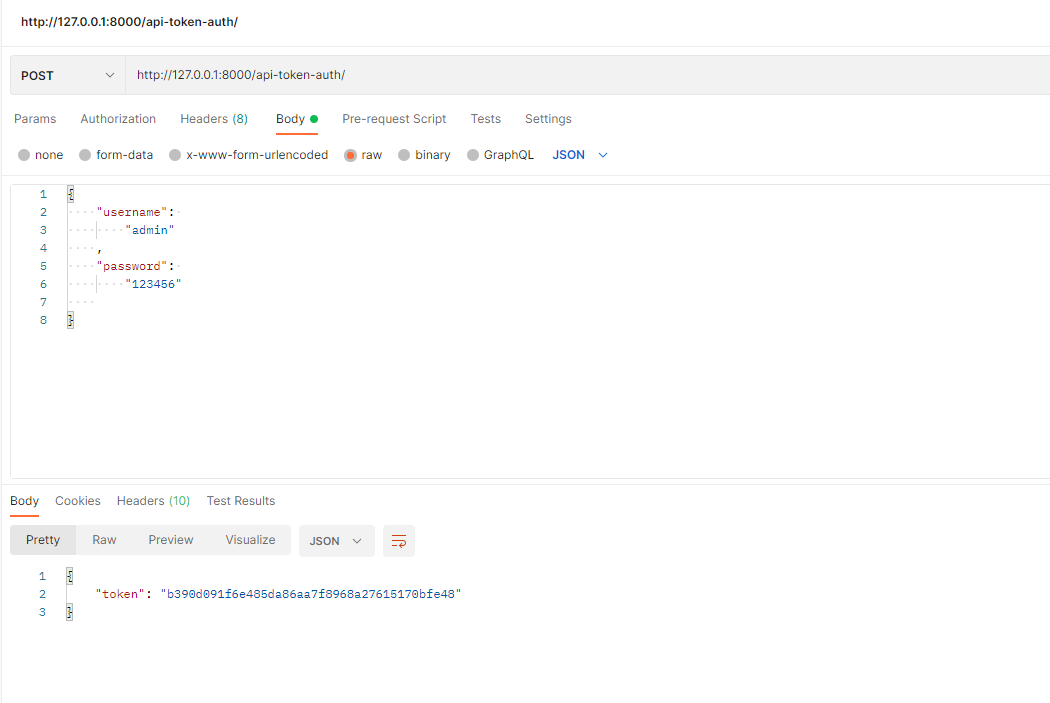 http://127.0.0.1:8000/api-token-auth/
POST http://127.0.0.1:8000/api-token-auth/
Params Authorization Headers (8) Body Pre-request Script Tests Settings
none form-data x-www-form-urlencoded raw binary GraphQL JSON
1 {
2 "username":
3 "admin"
4 ,
5 "password":
6 "123456"
7
8 }
Body Cookies Headers (10) Test Results
Pretty Raw Preview Visualize JSON
1 {
2 "token": "b390d091f6e485da86aa7f8968a27615170bfe48"
3 }